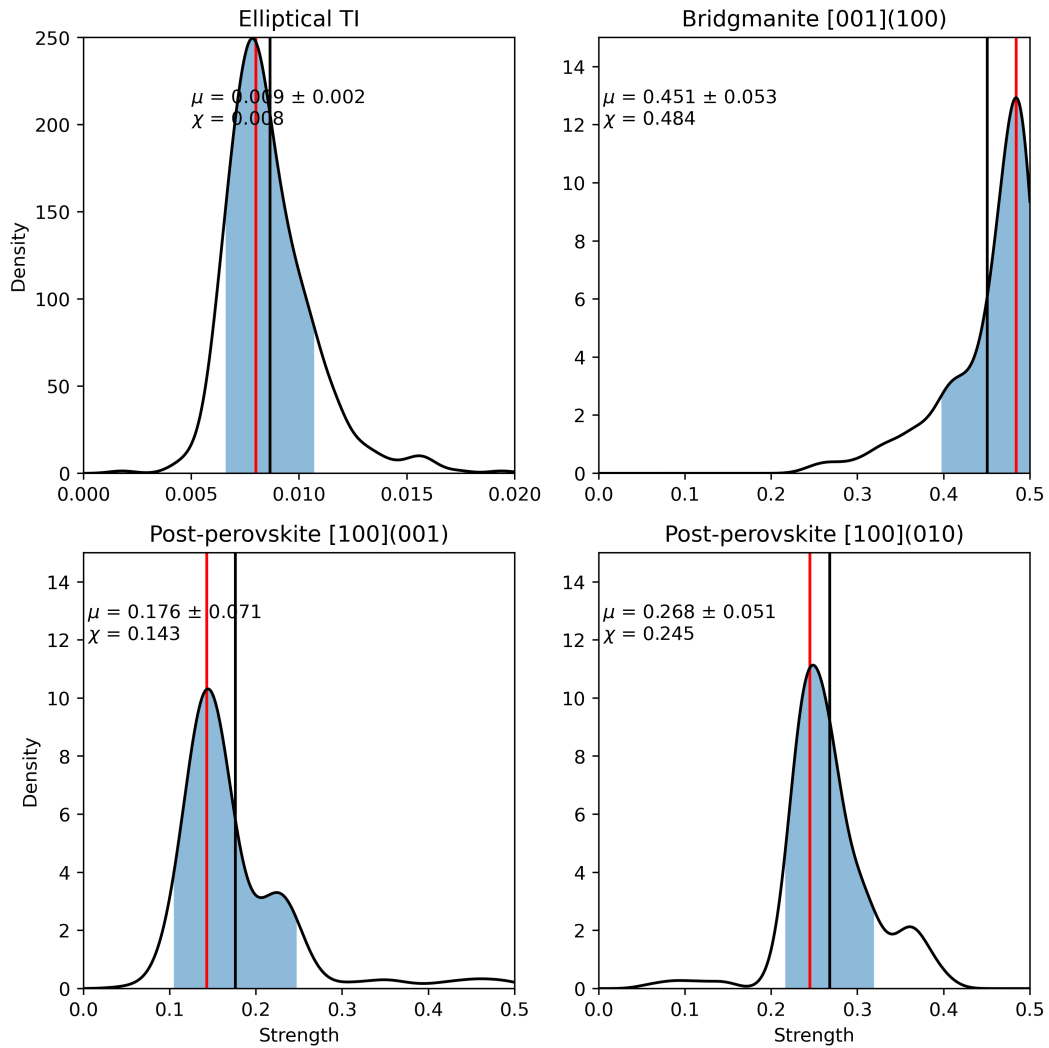 Elliptical TI
250
200
150
100
50
0
Density
μ = 0.009 ± 0.002
χ = 0.008
0.000 0.005 0.010 0.015 0.020
Bridgmanite [001](100)
14
12
10
8
6
4
2
0
μ = 0.451 ± 0.053
χ = 0.484
0.0 0.1 0.2 0.3 0.4 0.5
Post-perovskite [100](001)
14
12
10
8
6
4
2
0
Density
μ = 0.176 ± 0.071
χ = 0.143
0.0 0.1 0.2 0.3 0.4 0.5
Strength
Post-perovskite [100](010)
14
12
10
8
6
4
2
0
μ = 0.268 ± 0.051
χ = 0.245
0.0 0.1 0.2 0.3 0.4 0.5
Strength